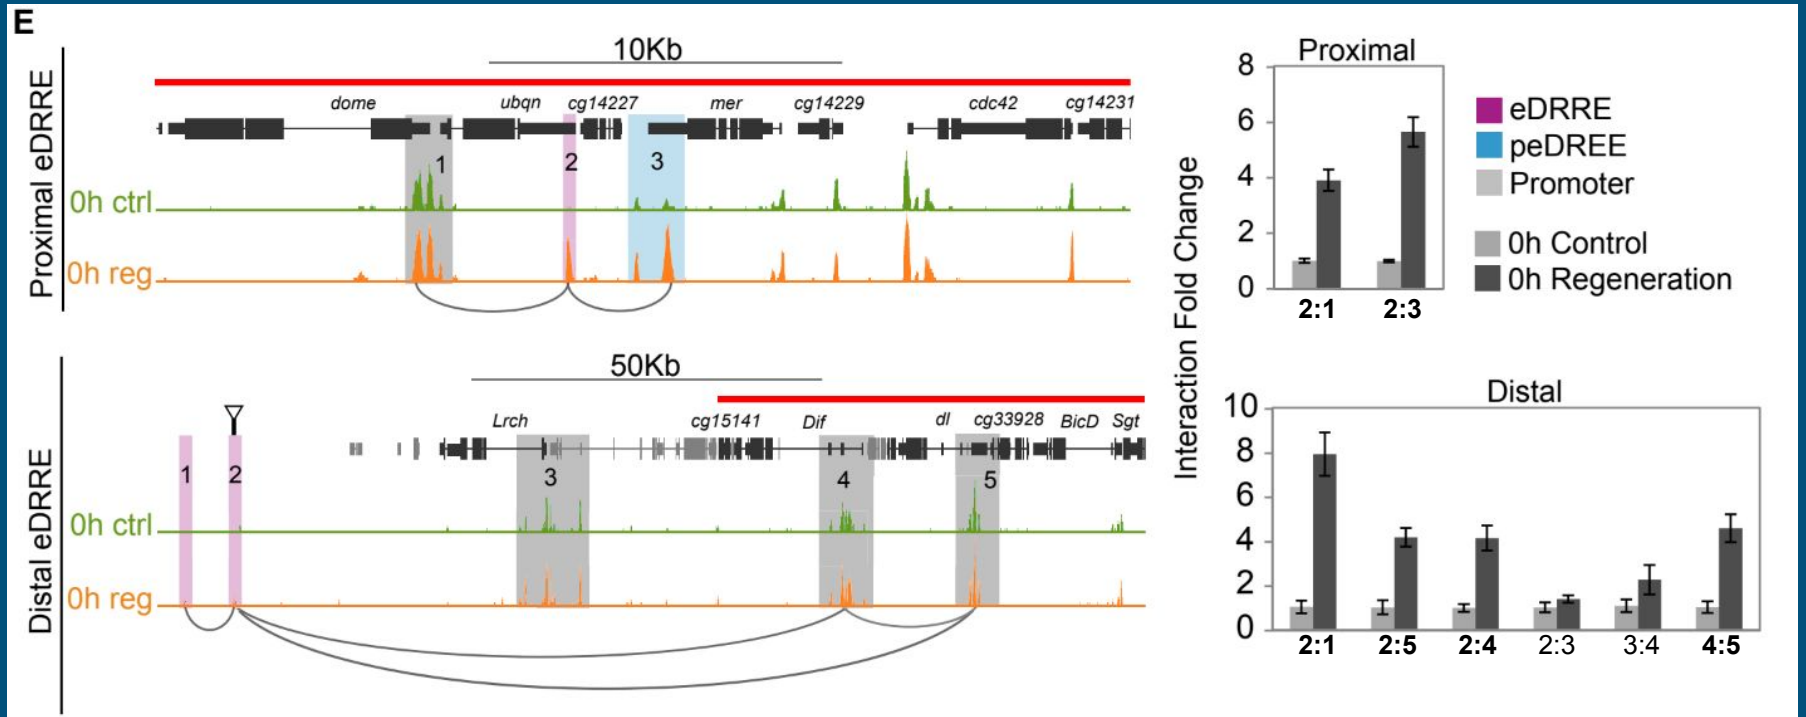 E
Proximal eDRRE
10Kb
dome ubqn cg14227 mer cg14229 cdc42 cg14231
1 2 3
0h ctrl
0h reg
Distal eDRRE
50Kb
Lrch cg15141 Dif dl cg33928 BicD Sgt
1 2 3 4 5
0h ctrl
0h reg
Interaction Fold Change
Proximal
8
6
4
2
0
2:1 2:3
eDRRE
peDREE
Promoter
0h Control
0h Regeneration
Distal
10
8
6
4
2
0
2:1 2:5 2:4 2:3 3:4 4:5